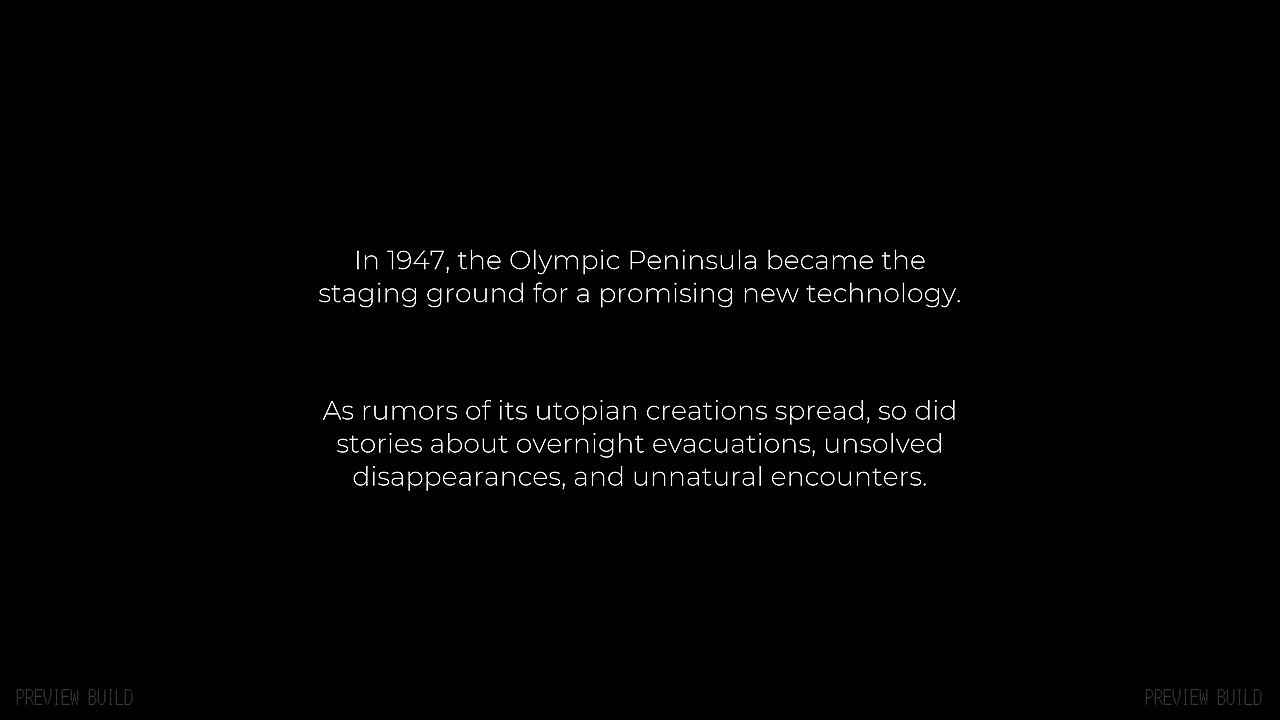 In 1947, the Olympic Peninsula became the
staging ground for a promising new technology.
As rumors of its utopian creations spread, so did
stories about overnight evacuations, unsolved
disappearances, and unnatural encounters.
PREVIEW BUILD
PREVIEW BUILD